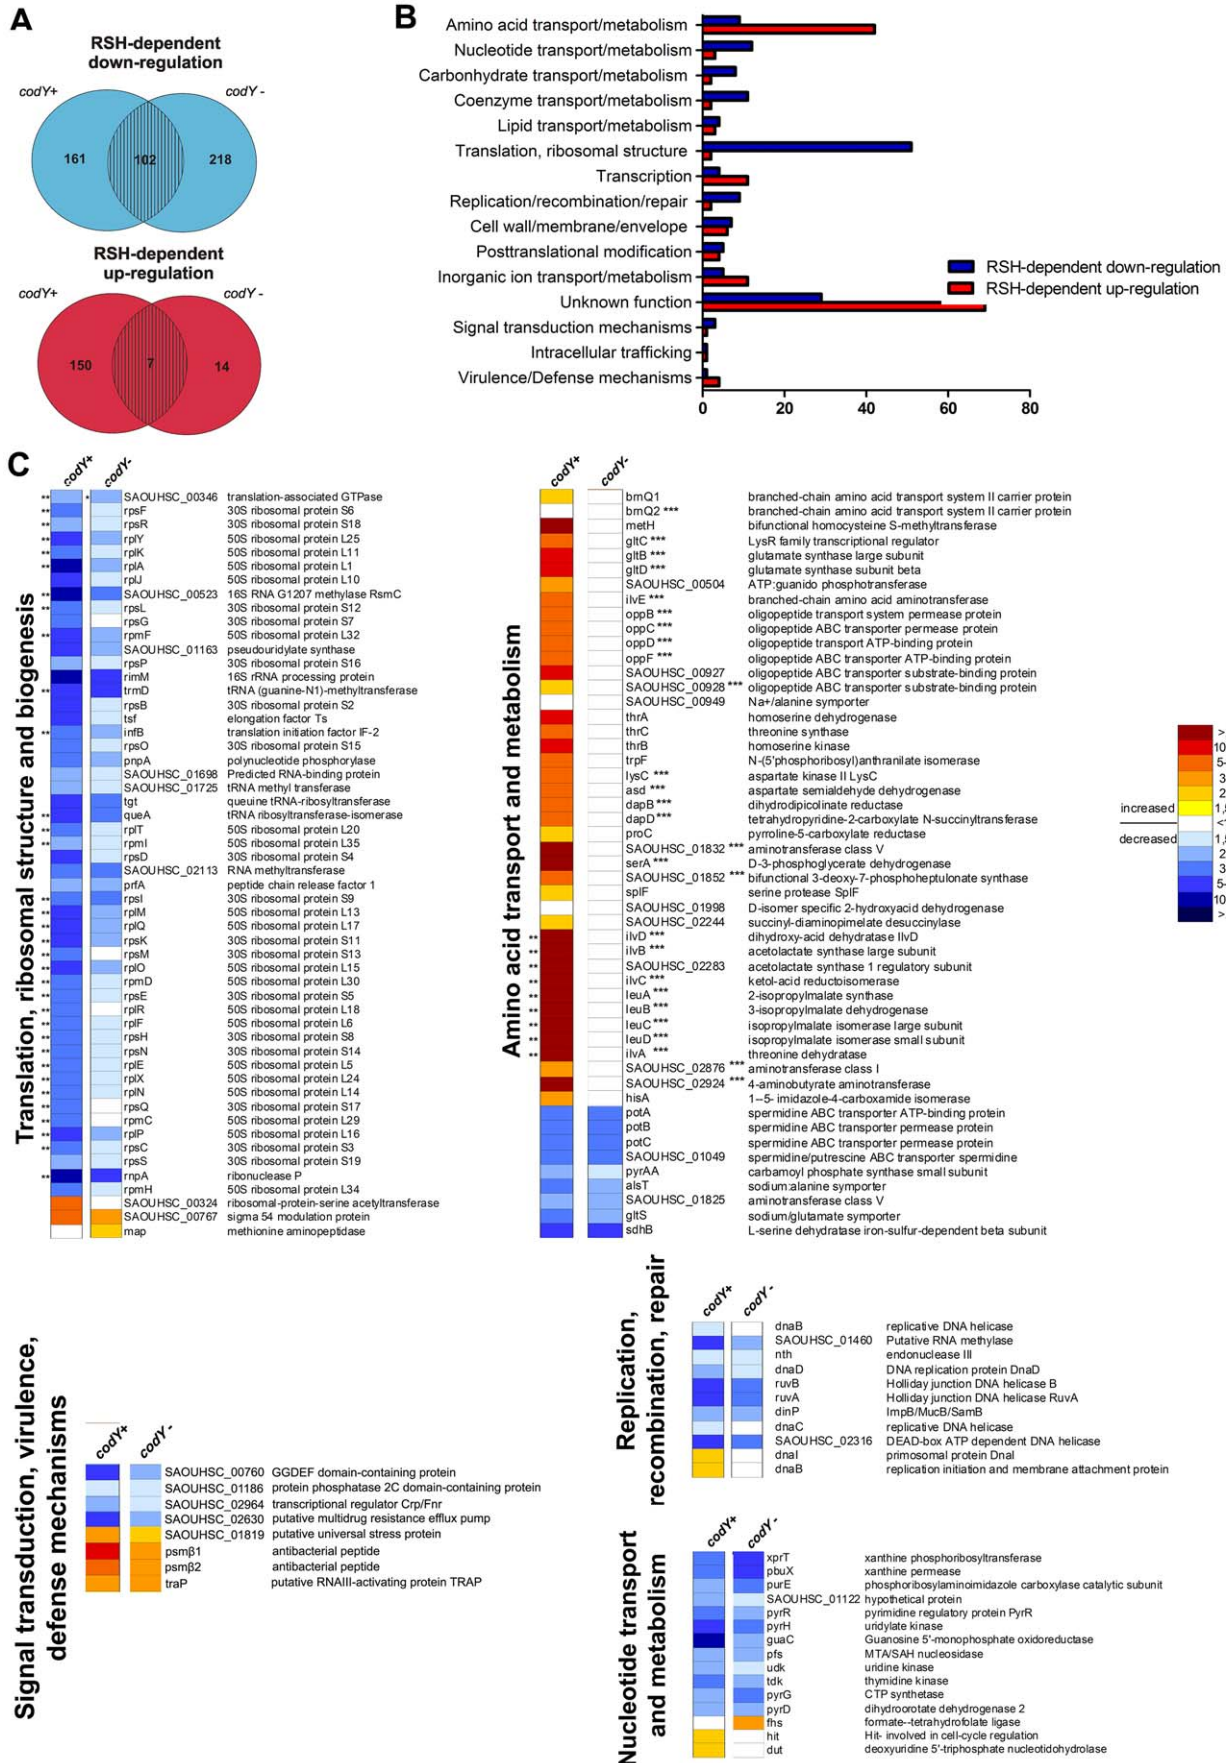 A
RSH-dependent
down-regulation
codY+
codY -
161
102
218
RSH-dependent
up-regulation
codY+
codY -
150
7
14
B
Amino acid transport/metabolism
Nucleotide transport/metabolism
Carbonhydrate transport/metabolism
Coenzyme transport/metabolism
Lipid transport/metabolism
Translation, ribosomal structure
Transcription
Replication/recombination/repair
Cell wall/membrane/envelope
Posttranslational modification
Inorganic ion transport/metabolism
Unknown function
Signal transduction mechanisms
Intracellular trafficking
Virulence/Defense mechanisms
0 20 40 60 80
RSH-dependent down-regulation
RSH-dependent up-regulation
C
Translation, ribosomal structure and biogenesis
codY+ codY-
** * SAOUHSC_00346 translation-associated GTPase
** rpsF 30S ribosomal protein S6
** rpsR 30S ribosomal protein S18
** rplY 50S ribosomal protein L25
** rplK 50S ribosomal protein L11
** rplA 50S ribosomal protein L1
rplJ 50S ribosomal protein L10
** SAOUHSC_00523 16S RNA G1207 methylase RsmC
** rpsL 30S ribosomal protein S12
rpsG 30S ribosomal protein S7
** rpmF 50S ribosomal protein L32
SAOUHSC_01163 pseudouridylate synthase
rpsP 30S ribosomal protein S16
rimM 16S rRNA processing protein
** trmD tRNA (guanine-N1)-methyltransferase
rpsB 30S ribosomal protein S2
tsf elongation factor Ts
** infB translation initiation factor IF-2
rpsO 30S ribosomal protein S15
pnpA polynucleotide phosphorylase
SAOUHSC_01698 Predicted RNA-binding protein
SAOUHSC_01725 tRNA methyl transferase
tgt queuine tRNA-ribosyltransferase
** queA tRNA ribosyltransferase-isomerase
** rplT 50S ribosomal protein L20
** rpmI 50S ribosomal protein L35
rpsD 30S ribosomal protein S4
SAOUHSC_02113 RNA methyltransferase
prfA peptide chain release factor 1
** rpsI 30S ribosomal protein S9
** rplM 50S ribosomal protein L13
** rplQ 50S ribosomal protein L17
** rpsK 30S ribosomal protein S11
** rpsM 30S ribosomal protein S13
** rplO 50S ribosomal protein L15
** rpmD 50S ribosomal protein L30
** rpsE 30S ribosomal protein S5
** rplR 50S ribosomal protein L18
** rplF 50S ribosomal protein L6
** rpsH 30S ribosomal protein S8
** rpsN 30S ribosomal protein S14
** rplE 50S ribosomal protein L5
** rplX 50S ribosomal protein L24
** rplN 50S ribosomal protein L14
** rpsQ 30S ribosomal protein S17
** rpmC 50S ribosomal protein L29
** rplP 50S ribosomal protein L16
** rpsC 30S ribosomal protein S3
rpsS 30S ribosomal protein S19
** rnpA ribonuclease P
rpmH 50S ribosomal protein L34
SAOUHSC_00324 ribosomal-protein-serine acetyltransferase
SAOUHSC_00767 sigma 54 modulation protein
map methionine aminopeptidase
Amino acid transport and metabolism
codY+ codY-
brnQ1 branched-chain amino acid transport system II carrier protein
brnQ2 *** branched-chain amino acid transport system II carrier protein
metH bifunctional homocysteine S-methyltransferase
gltC *** LysR family transcriptional regulator
gltB *** glutamate synthase large subunit
gltD *** glutamate synthase subunit beta
SAOUHSC_00504 ATP:guanido phosphotransferase
ilvE *** branched-chain amino acid aminotransferase
oppB *** oligopeptide transport system permease protein
oppC *** oligopeptide ABC transporter permease protein
oppD *** oligopeptide transport ATP-binding protein
oppF *** oligopeptide ABC transporter ATP-binding protein
SAOUHSC_00927 oligopeptide ABC transporter substrate-binding protein
SAOUHSC_00928 *** oligopeptide ABC transporter substrate-binding protein
SAOUHSC_00949 Na+/alanine symporter
thrA homoserine dehydrogenase
thrC threonine synthase
thrB homoserine kinase
trpF N-(5'phosphoribosyl)anthranilate isomerase
lysC *** aspartate kinase II LysC
asd *** aspartate semialdehyde dehydrogenase
dapB *** dihydrodipicolinate reductase
dapD *** tetrahydropyridine-2-carboxylate N-succinyltransferase
proC pyrroline-5-carboxylate reductase
SAOUHSC_01832 *** aminotransferase class V
serA *** D-3-phosphoglycerate dehydrogenase
SAOUHSC_01852 *** bifunctional 3-deoxy-7-phosphoheptulonate synthase
splF serine protease SplF
SAOUHSC_01998 D-isomer specific 2-hydroxyacid dehydrogenase
SAOUHSC_02244 succinyl-diaminopimelate desuccinylase
** ilvD *** dihydroxy-acid dehydratase IlvD
** ilvB *** acetolactate synthase large subunit
** SAOUHSC_02283 acetolactate synthase 1 regulatory subunit
** ilvC *** ketol-acid reductoisomerase
** leuA *** 2-isopropylmalate synthase
** leuB *** 3-isopropylmalate dehydrogenase
** leuC *** isopropylmalate isomerase large subunit
** leuD *** isopropylmalate isomerase small subunit
** ilvA *** threonine dehydratase
SAOUHSC_02876 *** aminotransferase class I
SAOUHSC_02924 *** 4-aminobutyrate aminotransferase
hisA 1--5- imidazole-4-carboxamide isomerase
potA spermidine ABC transporter ATP-binding protein
potB spermidine ABC transporter permease protein
potC spermidine ABC transporter permease protein
SAOUHSC_01049 spermidine/putrescine ABC transporter spermidine
pyrAA carbamoyl phosphate synthase small subunit
alsT sodium:alanine symporter
SAOUHSC_01825 aminotransferase class V
gltS sodium/glutamate symporter
sdhB L-serine dehydratase iron-sulfur-dependent beta subunit
increased
decreased
>
10
5-
3
2
1,5
<
1,5
2
3
5-
10
>
Signal transduction, virulence,
defense mechanisms
codY+ codY -
SAOUHSC_00760 GGDEF domain-containing protein
SAOUHSC_01186 protein phosphatase 2C domain-containing protein
SAOUHSC_02964 transcriptional regulator Crp/Fnr
SAOUHSC_02630 putative multidrug resistance efflux pump
SAOUHSC_01819 putative universal stress protein
psmβ1 antibacterial peptide
psmβ2 antibacterial peptide
traP putative RNAIII-activating protein TRAP
Replication,
recombination, repair
codY+ codY -
dnaB replicative DNA helicase
SAOUHSC_01460 Putative RNA methylase
nth endonuclease III
dnaD DNA replication protein DnaD
ruvB Holliday junction DNA helicase B
ruvA Holliday junction DNA helicase RuvA
dinP ImpB/MucB/SamB
dnaC replicative DNA helicase
SAOUHSC_02316 DEAD-box ATP dependent DNA helicase
dnaI primosomal protein DnaI
dnaB replication initiation and membrane attachment protein
Nucleotide transport
and metabolism
codY+ codY -
xprT xanthine phosphoribosyltransferase
pbuX xanthine permease
purE phosphoribosylaminoimidazole carboxylase catalytic subunit
SAOUHSC_01122 hypothetical protein
pyrR pyrimidine regulatory protein PyrR
pyrH uridylate kinase
guaC Guanosine 5'-monophosphate oxidoreductase
pfs MTA/SAH nucleosidase
udk uridine kinase
tdk thymidine kinase
pyrG CTP synthetase
pyrD dihydroorotate dehydrogenase 2
fhs formate--tetrahydrofolate ligase
hit Hit- involved in cell-cycle regulation
dut deoxyuridine 5'-triphosphate nucleotidohydrolase